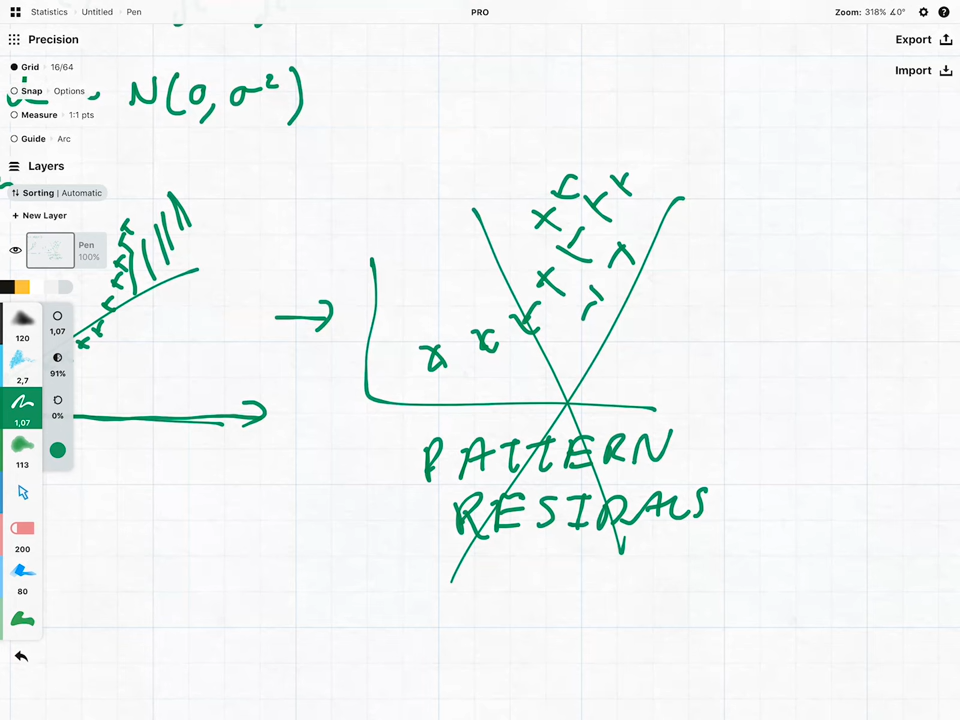 Statistics › Untitled › Pen
PRO
Zoom: 318% ∡0°
Precision
Export
Grid › 16/64
N(0, σ²)
Import
Snap › Options
Measure › 1:1 pts
Guide › Arc
Layers
Sorting | Automatic
+ New Layer
Pen
100%
1,07
120
91%
2,7
0%
1,07
113
PATTERN
RESIDALS
200
80